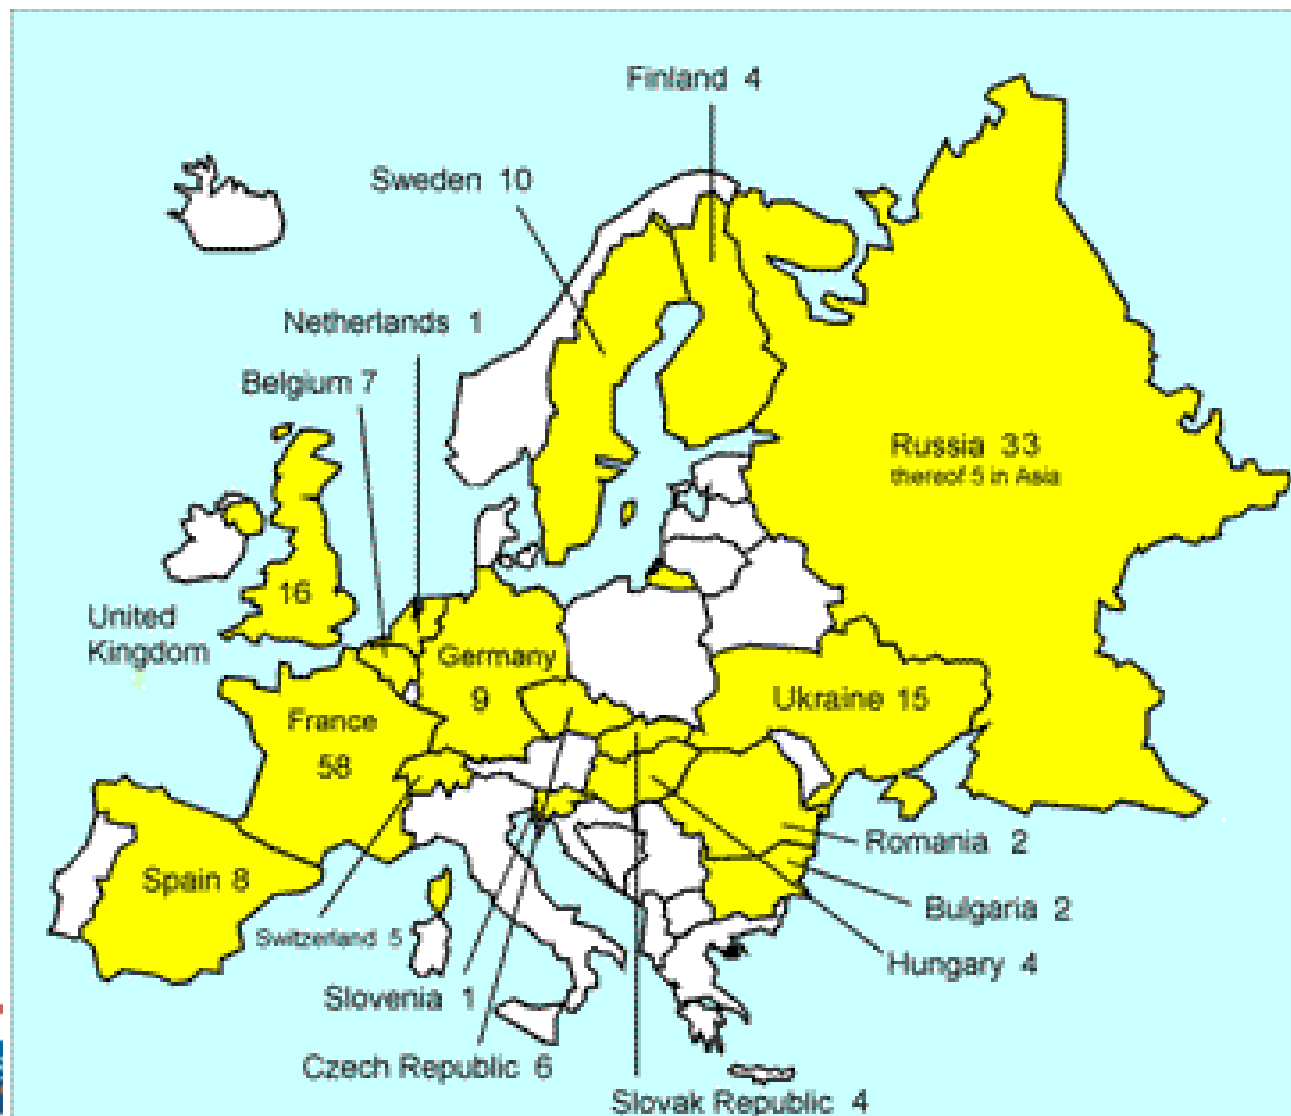 Finland 4
Sweden 10
Netherlands 1
Belgium 7
Russia 33
thereof 5 in Asia
16
United
Kingdom
Germany
9
Ukraine 15
France
58
Romania 2
Spain 8
Bulgaria 2
Switzerland 5
Hungary 4
Slovenia 1
Czech Republic 6
Slovak Republic 4